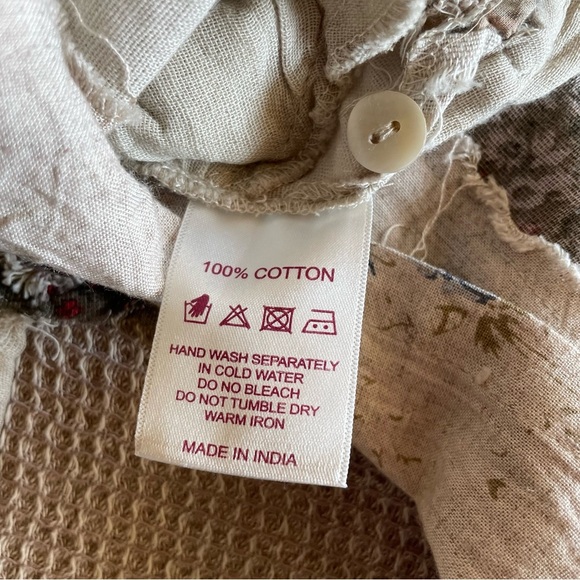 100% COTTON
HAND WASH SEPARATELY
IN COLD WATER
DO NO BLEACH
DO NOT TUMBLE DRY
WARM IRON
MADE IN INDIA